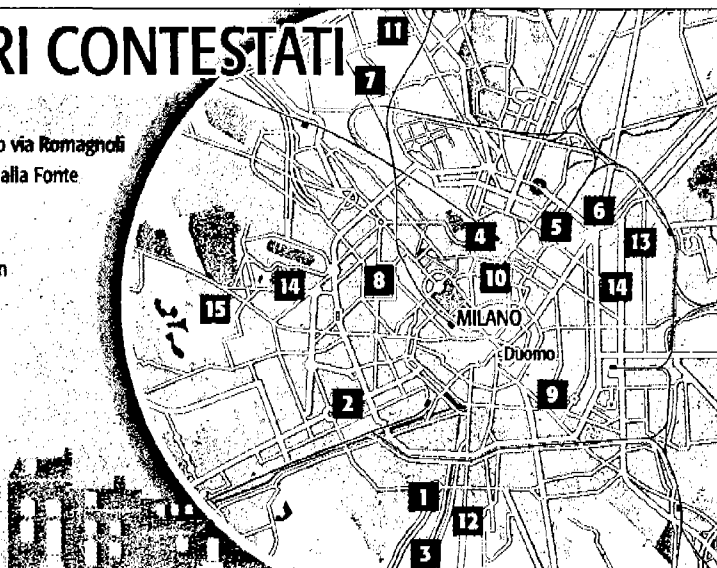 RI CONTESTATI
o via Romagnoli
alla Fonte
n
11
7
6
5
4
13
10
14
8
14
15
MILANO
Duomo
9
2
1
12
3